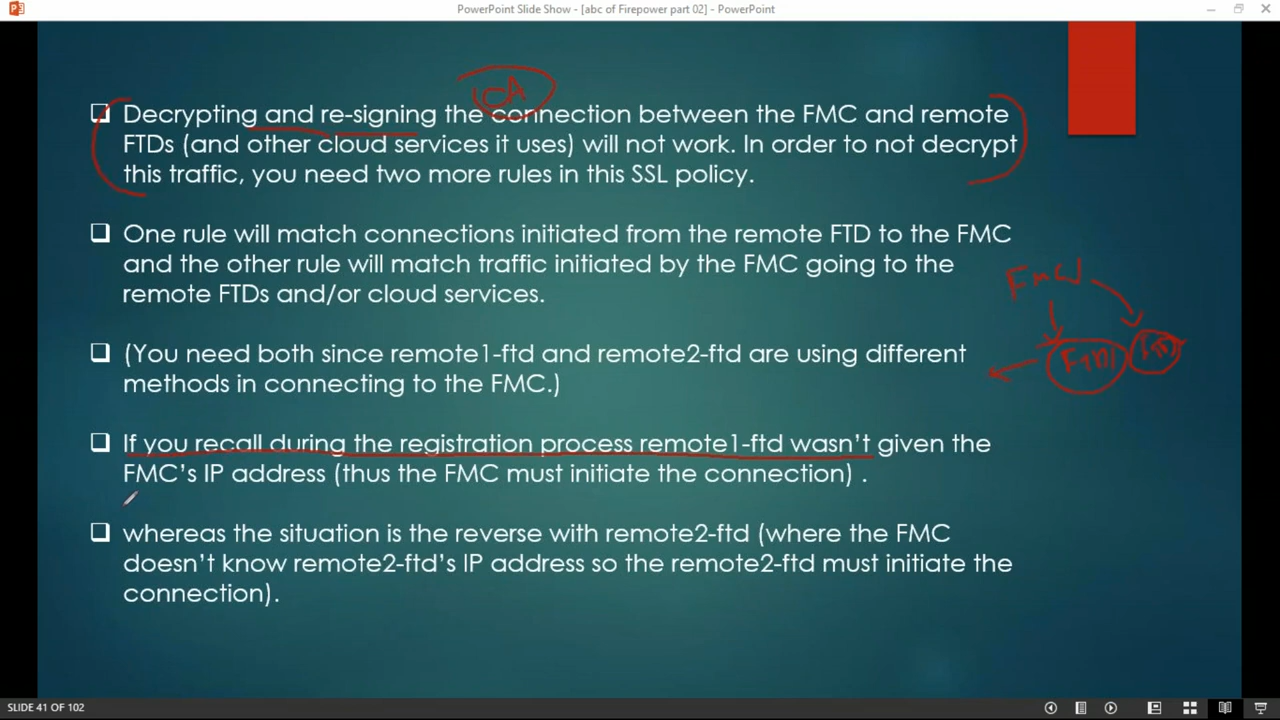 PowerPoint Slide Show - [abc of Firepower part 02] - PowerPoint
CA
Decrypting and re-signing the connection between the FMC and remote
FTDs (and other cloud services it uses) will not work. In order to not decrypt
this traffic, you need two more rules in this SSL policy.
One rule will match connections initiated from the remote FTD to the FMC
and the other rule will match traffic initiated by the FMC going to the
remote FTDs and/or cloud services.
FMC
(You need both since remote1-ftd and remote2-ftd are using different
methods in connecting to the FMC.)
If you recall during the registration process remote1-ftd wasn't given the
FMC's IP address (thus the FMC must initiate the connection) .
whereas the situation is the reverse with remote2-ftd (where the FMC
doesn't know remote2-ftd's IP address so the remote2-ftd must initiate the
connection).
SLIDE 41 OF 102